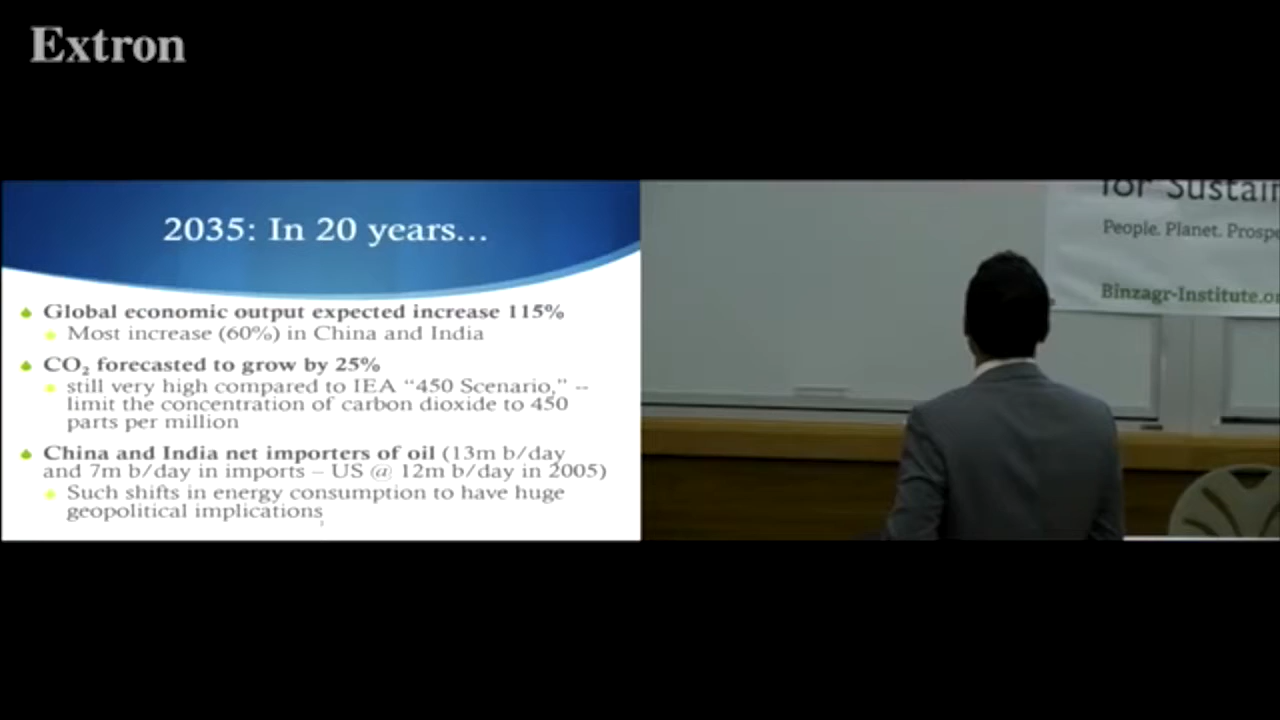 Extron
2035: In 20 years...
Global economic output expected increase 115%
Most increase (60%) in China and India
CO₂ forecasted to grow by 25%
still very high compared to IEA “450 Scenario,” --
limit the concentration of carbon dioxide to 450
parts per million
China and India net importers of oil (13m b/day
and 7m b/day in imports – US @ 12m b/day in 2005)
Such shifts in energy consumption to have huge
geopolitical implications
for Sustain
People. Planet. Prospe
Binzagr-Institute.or